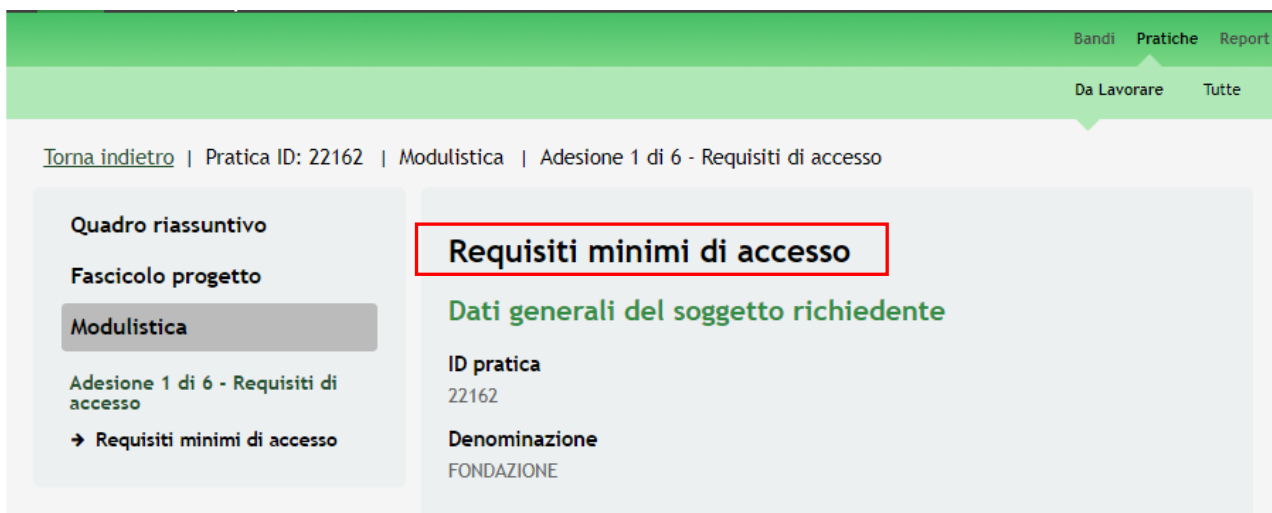 Bandi Pratiche Report
Da Lavorare Tutte
Torna indietro | Pratica ID: 22162 | Modulistica | Adesione 1 di 6 - Requisiti di accesso
Quadro riassuntivo
Fascicolo progetto
Modulistica
Adesione 1 di 6 - Requisiti di
accesso
→ Requisiti minimi di accesso
Requisiti minimi di accesso
Dati generali del soggetto richiedente
ID pratica
22162
Denominazione
FONDAZIONE